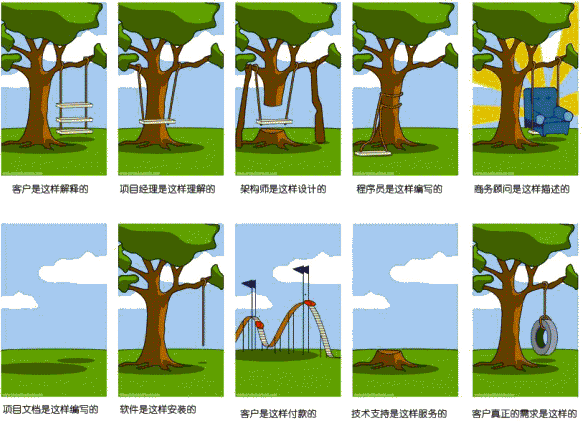 客户是这样解释的
项目经理是这样理解的
架构师是这样设计的
程序员是这样编写的
商务顾问是这样描述的
项目文档是这样编写的
软件是这样安装的
客户是这样付款的
技术支持是这样服务的
客户真正的需求是这样的